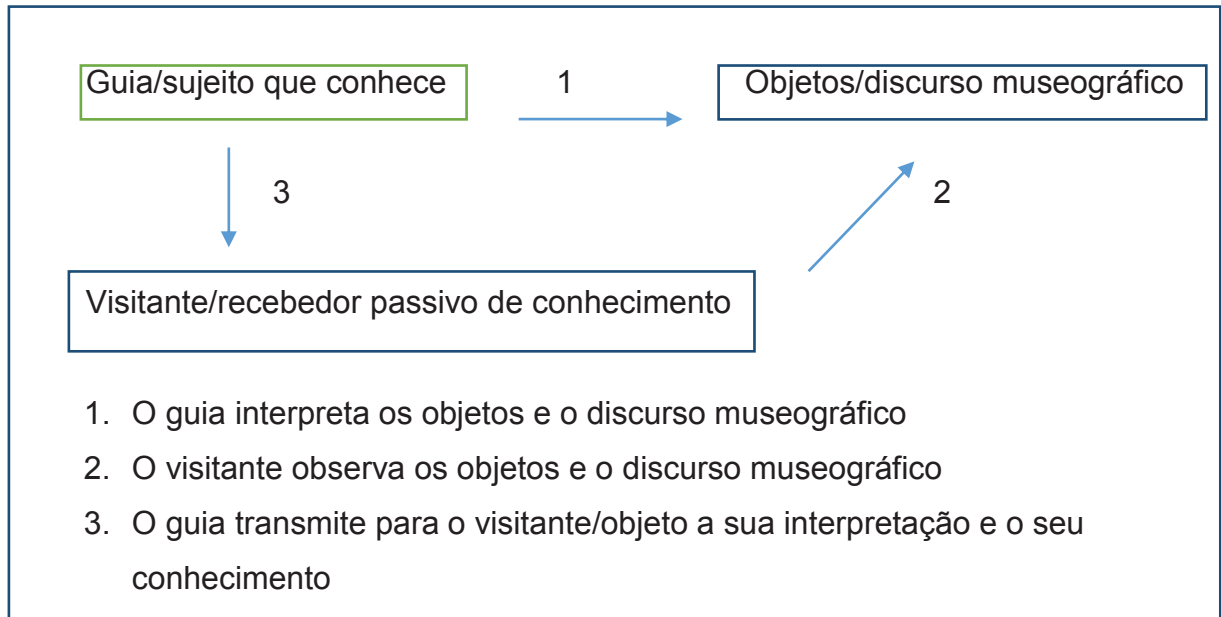 Guia/sujeito que conhece
1
Objetos/discurso museográfico
3
2
Visitante/recebedor passivo de conhecimento
1. O guia interpreta os objetos e o discurso museográfico
2. O visitante observa os objetos e o discurso museográfico
3. O guia transmite para o visitante/objeto a sua interpretação e o seu
conhecimento